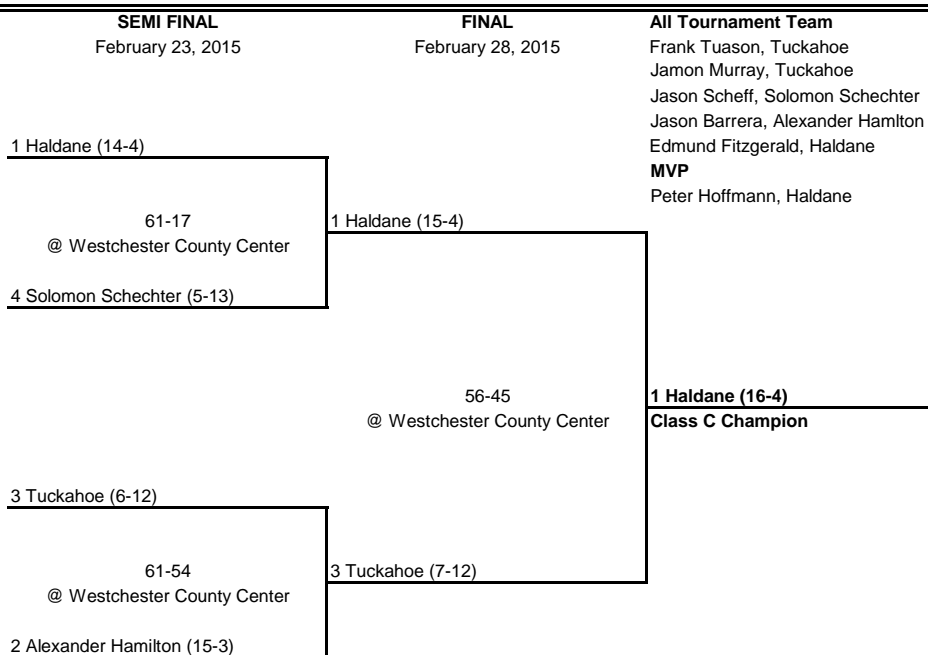 SEMI FINAL
February 23, 2015
FINAL
February 28, 2015
All Tournament Team
Frank Tuason, Tuckahoe
Jamon Murray, Tuckahoe
Jason Scheff, Solomon Schechter
Jason Barrera, Alexander Hamlton
Edmund Fitzgerald, Haldane
MVP
Peter Hoffmann, Haldane
1 Haldane (14-4)
61-17
@ Westchester County Center
4 Solomon Schechter (5-13)
1 Haldane (15-4)
56-45
@ Westchester County Center
1 Haldane (16-4)
Class C Champion
3 Tuckahoe (6-12)
61-54
@ Westchester County Center
2 Alexander Hamilton (15-3)
3 Tuckahoe (7-12)